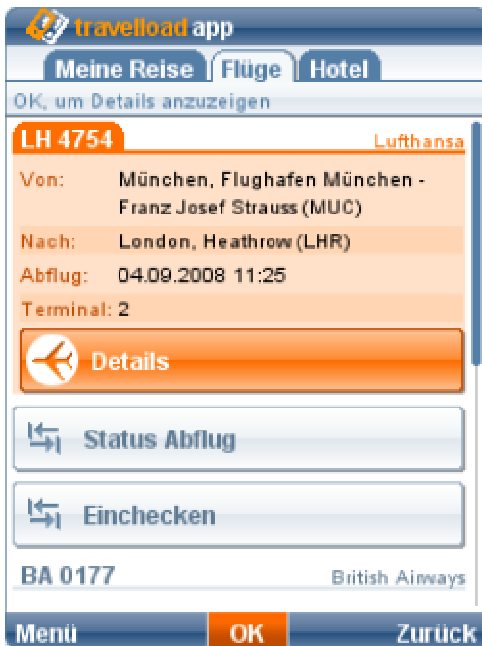 travelload app
Meine Reise Flüge Hotel
OK, um Details anzuzeigen
LH 4754 Lufthansa
Von: München, Flughafen München -
Franz Josef Strauss (MUC)
Nach: London, Heathrow (LHR)
Abflug: 04.09.2008 11:25
Terminal: 2
Details
Status Abflug
Einchecken
BA 0177 British Airways
Menü OK Zurück